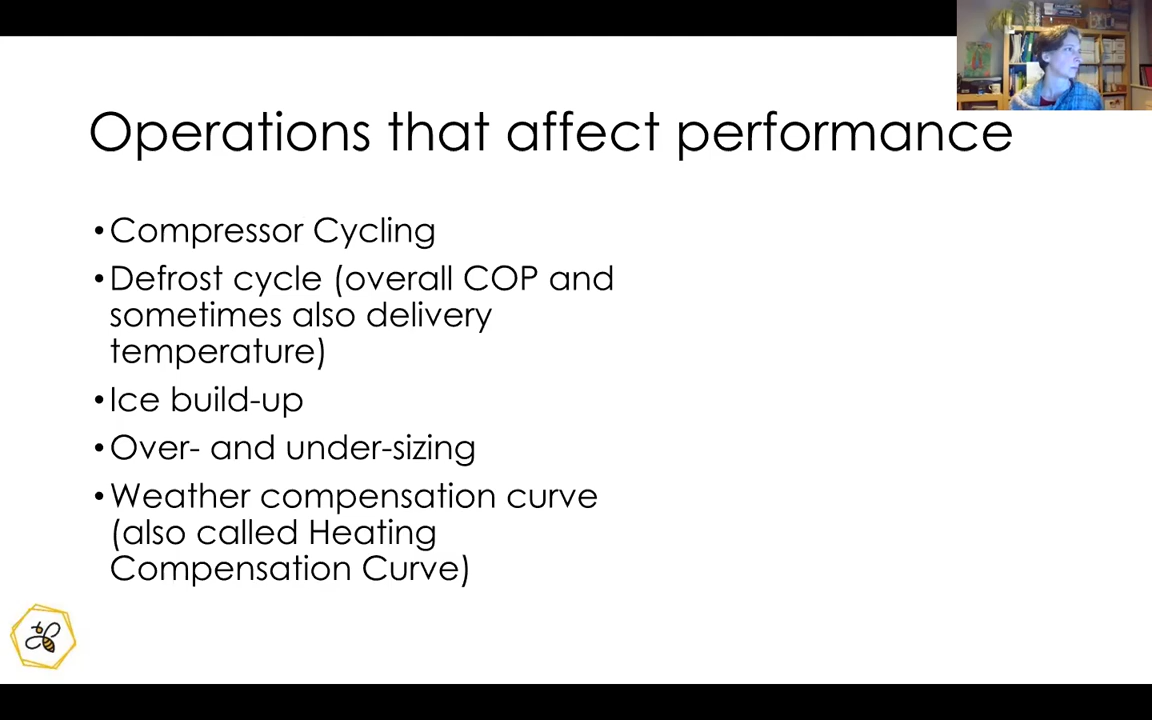 Operations that affect performance
•Compressor Cycling
•Defrost cycle (overall COP and
sometimes also delivery
temperature)
•Ice build-up
•Over- and under-sizing
•Weather compensation curve
(also called Heating
Compensation Curve)